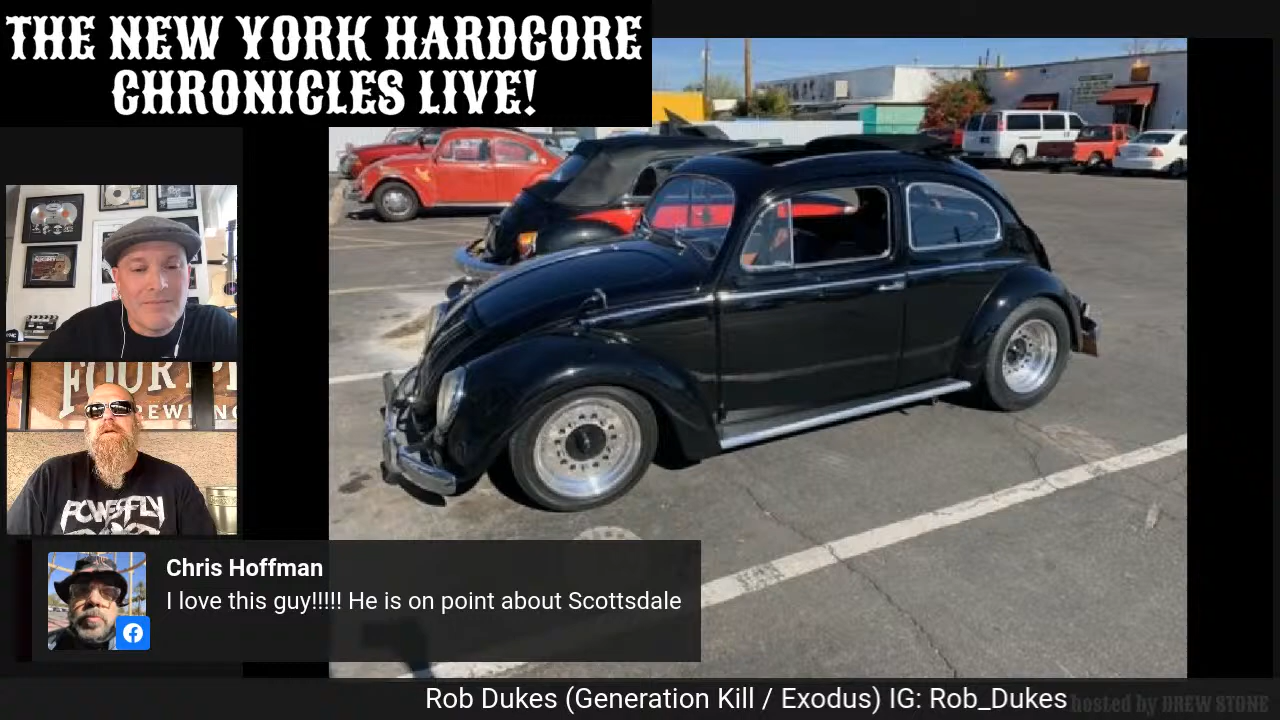 THE NEW YORK HARDCORE
CHRONICLES LIVE!
BREWING
Chris Hoffman
I love this guy!!!!! He is on point about Scottsdale
Rob Dukes (Generation Kill / Exodus) IG: Rob_Dukes
hosted by DREW STONE